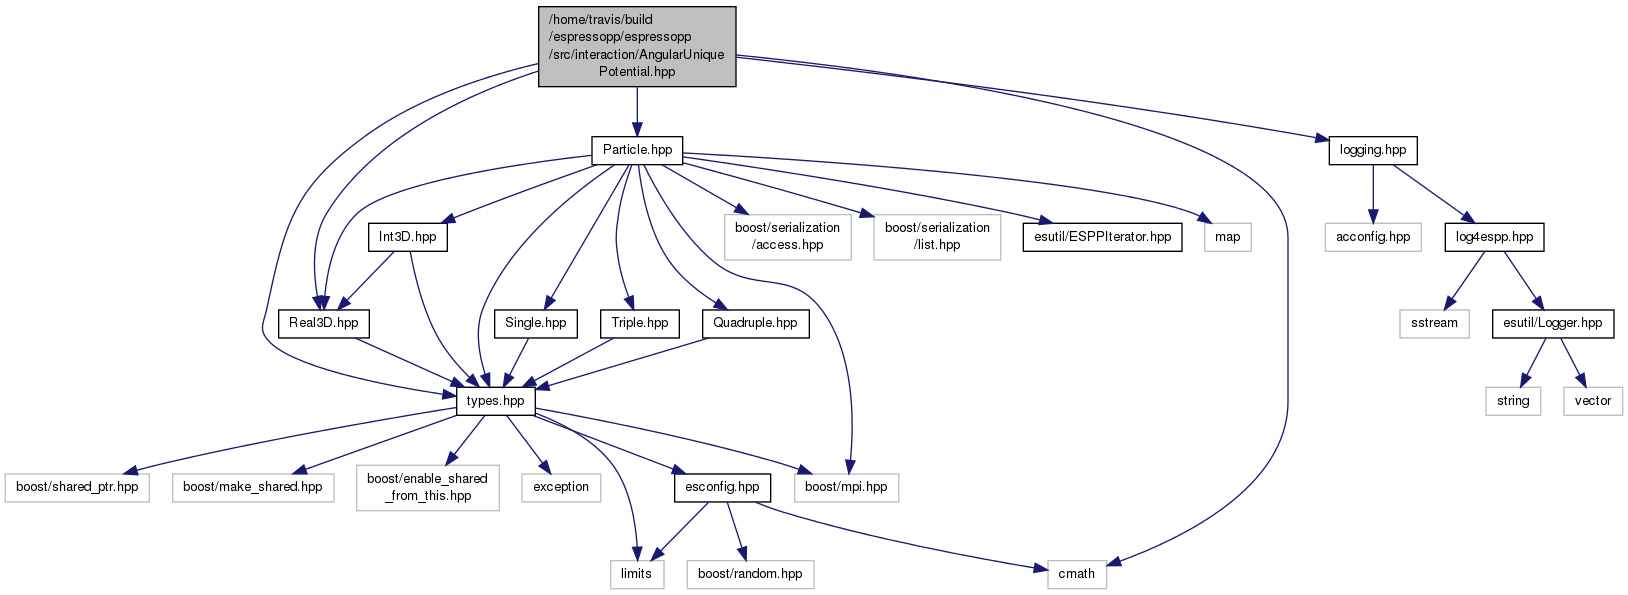 /home/travis/build
/espressopp/espressopp
/src/interaction/AngularUnique
Potential.hpp
Particle.hpp
logging.hpp
Int3D.hpp
boost/serialization
/access.hpp
boost/serialization
/list.hpp
esutil/ESPPIterator.hpp
map
acconfig.hpp
log4espp.hpp
Real3D.hpp
Single.hpp
Triple.hpp
Quadruple.hpp
sstream
esutil/Logger.hpp
types.hpp
string
vector
boost/shared_ptr.hpp
boost/make_shared.hpp
boost/enable_shared
_from_this.hpp
exception
esconfig.hpp
boost/mpi.hpp
limits
boost/random.hpp
cmath